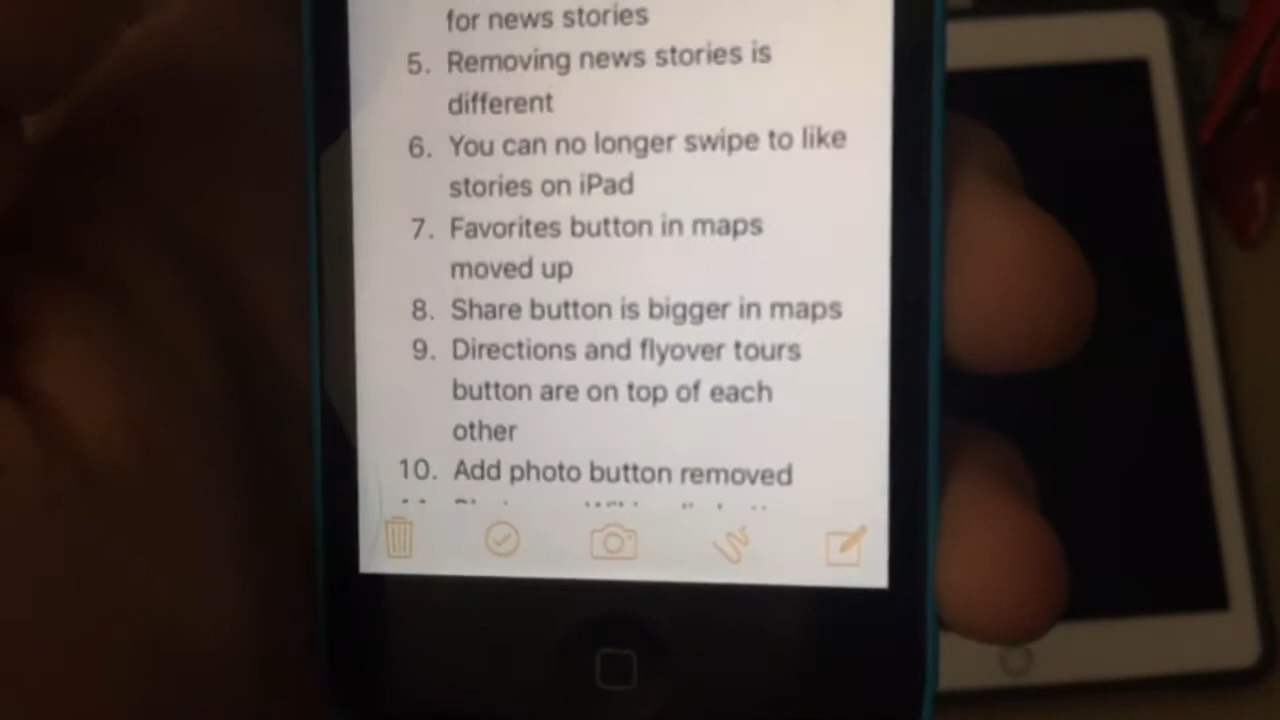 for news stories
5. Removing news stories is
different
6. You can no longer swipe to like
stories on iPad
7. Favorites button in maps
moved up
8. Share button is bigger in maps
9. Directions and flyover tours
button are on top of each
other
10. Add photo button removed